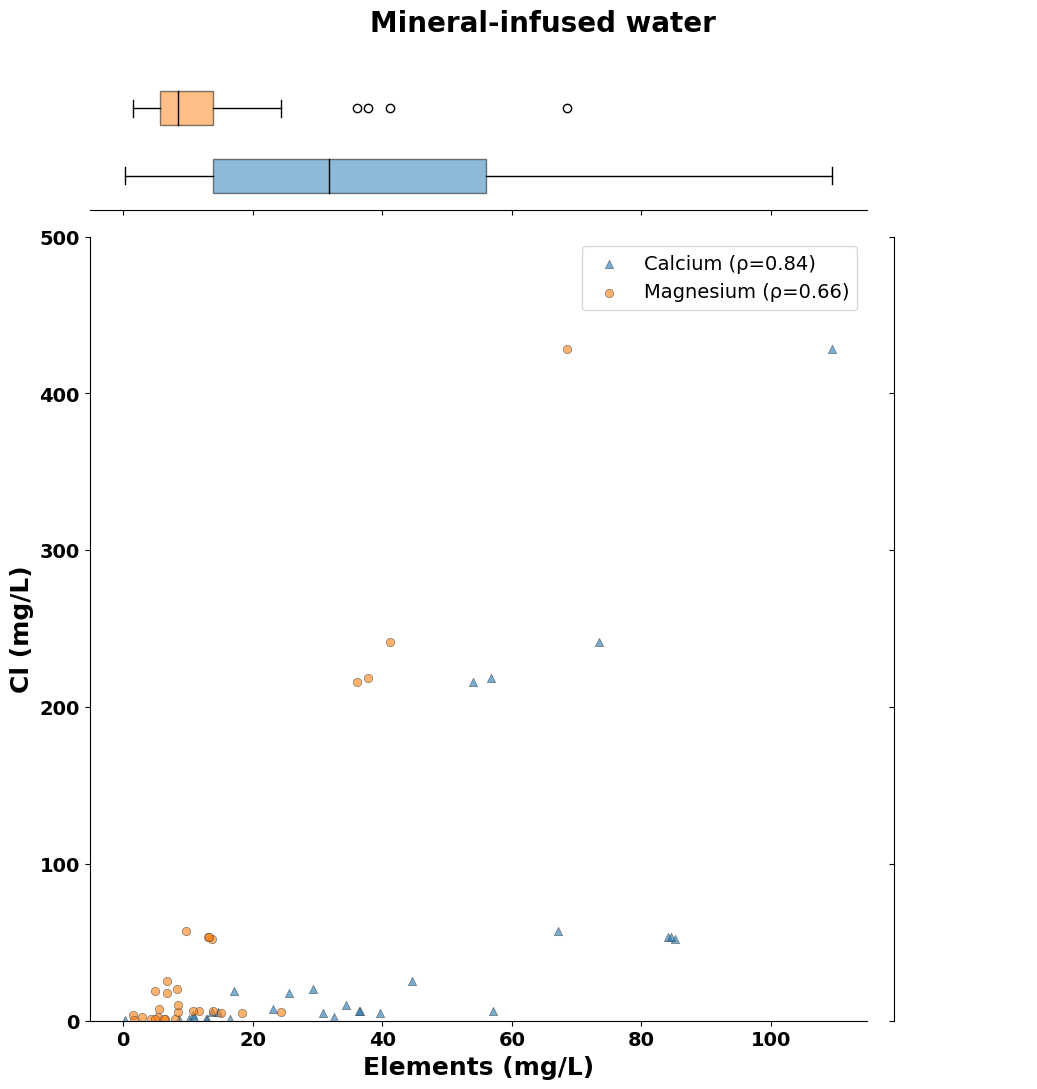 Mineral-infused water
500
400
300
200
100
0
Cl (mg/L)
Calcium (ρ=0.84)
Magnesium (ρ=0.66)
0 20 40 60 80 100
Elements (mg/L)